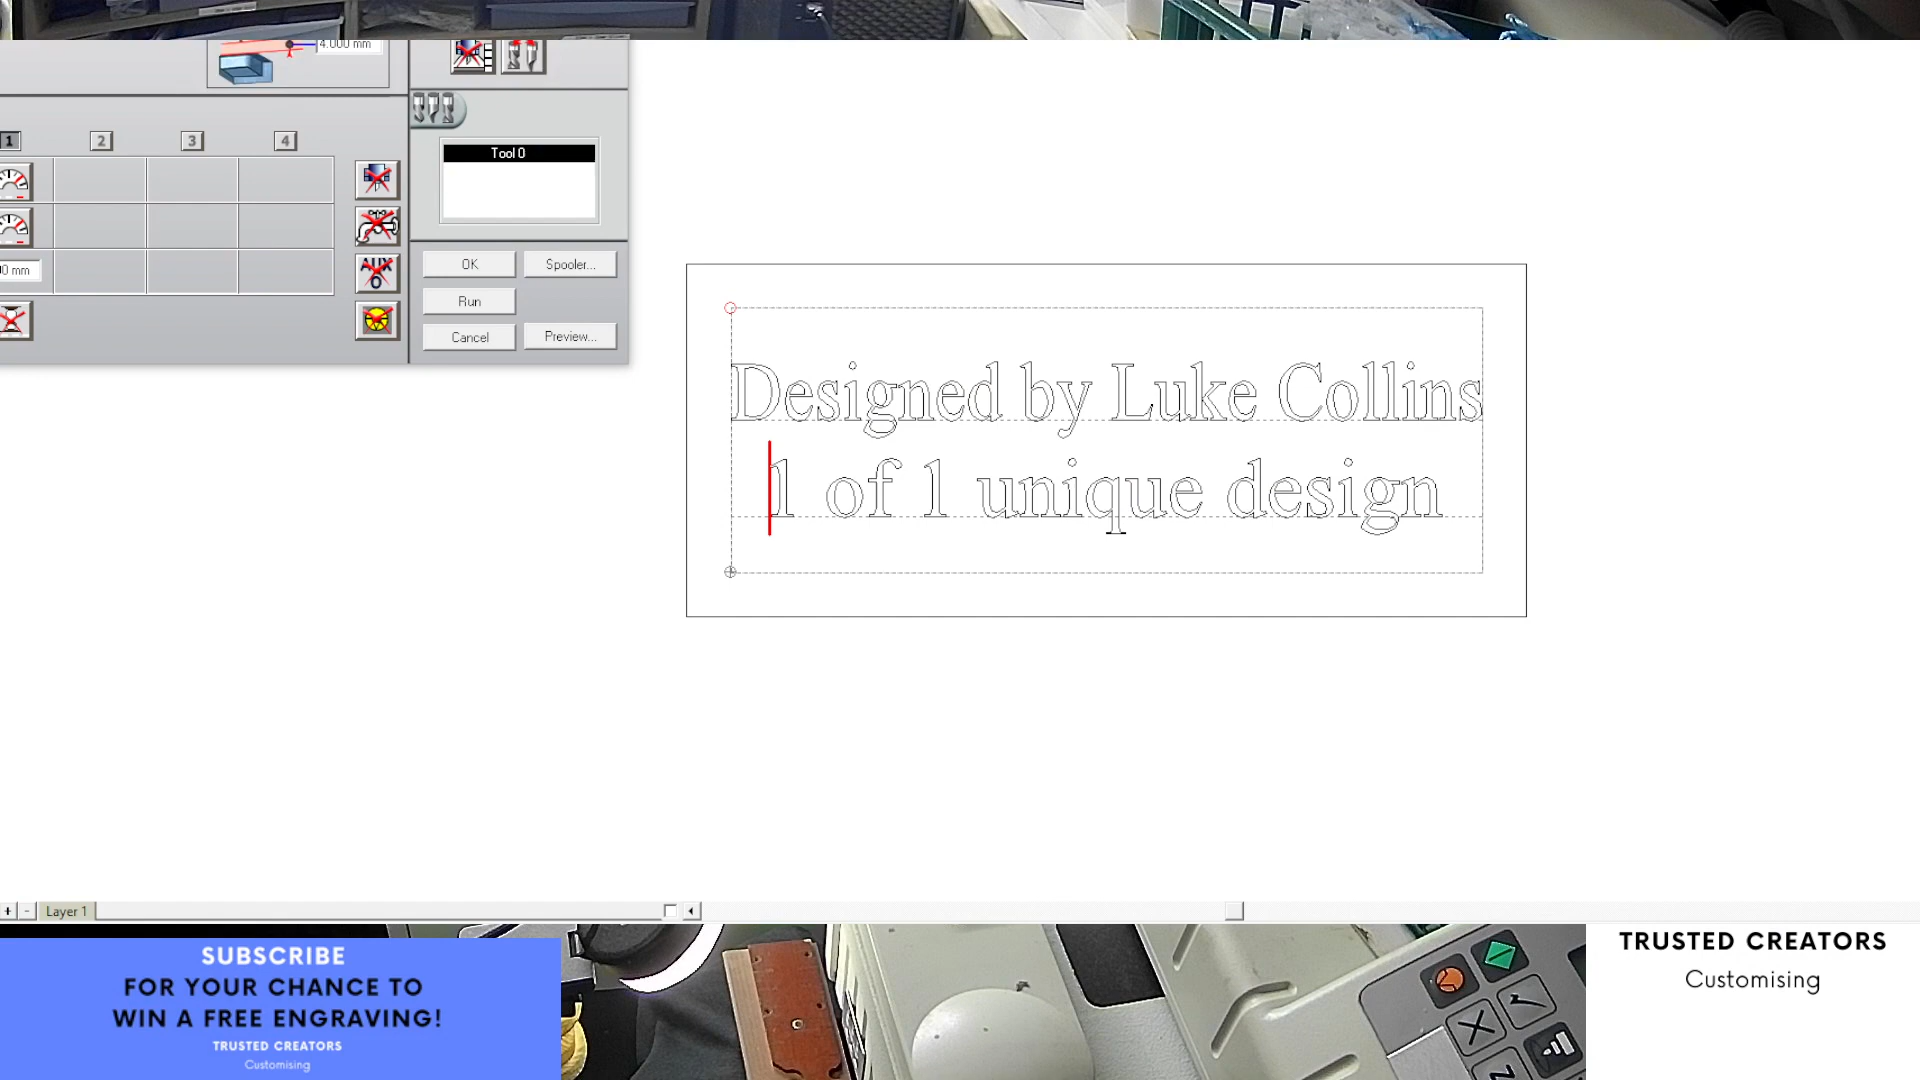 4.000 mm
1 2 3 4
Tool 0
0 mm
AUX
0
OK Spooler...
Run
Cancel Preview...
Designed by Luke Collins
1 of 1 unique design
+ - Layer 1
SUBSCRIBE
FOR YOUR CHANCE TO
WIN A FREE ENGRAVING!
TRUSTED CREATORS
Customising
TRUSTED CREATORS
Customising